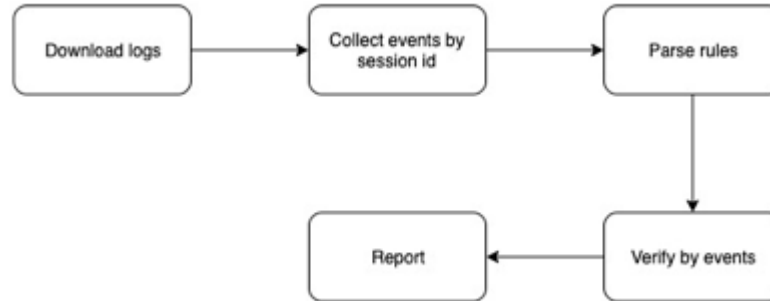 Download logs
Collect events by
session id
Parse rules
Report
Verify by events